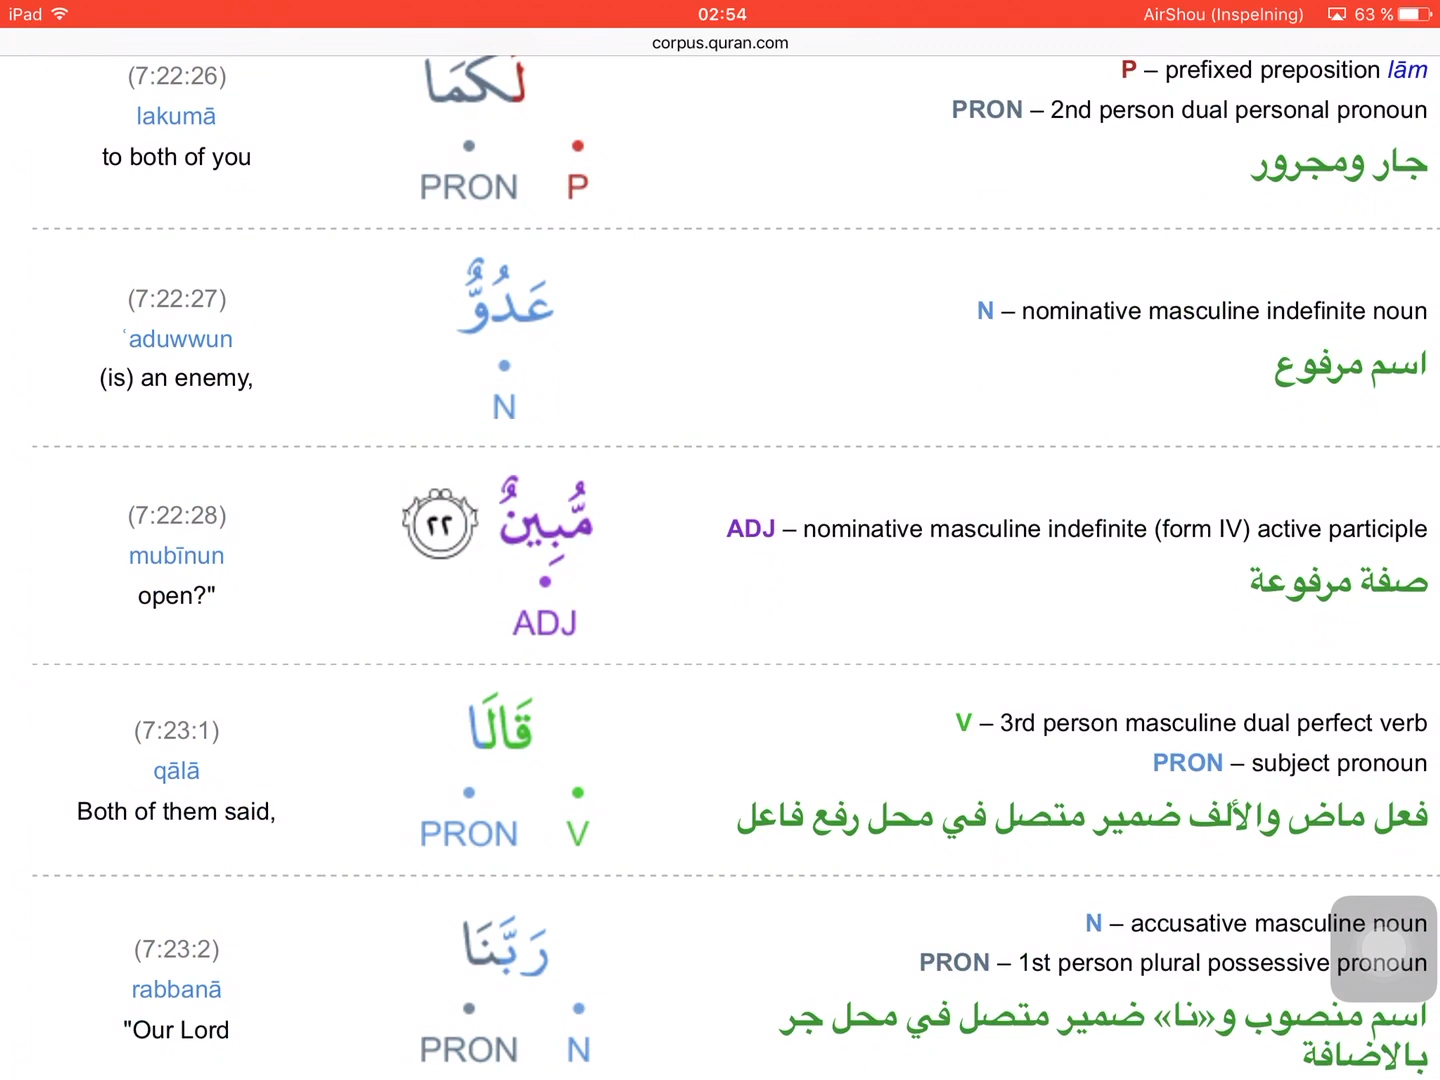 iPad 02:54 AirShou (Inspelning) 63 %
corpus.quran.com
(7:22:26)
lakumā
to both of you
لَكُمَا
PRON P
P – prefixed preposition lām
PRON – 2nd person dual personal pronoun
جار ومجرور
(7:22:27)
ʿaduwwun
(is) an enemy,
عَدُوٌّ
N
N – nominative masculine indefinite noun
اسم مرفوع
(7:22:28)
mubīnun
open?"
مُّبِينٌ ٢٢
ADJ
ADJ – nominative masculine indefinite (form IV) active participle
صفة مرفوعة
(7:23:1)
qālā
Both of them said,
قَالَا
PRON V
V – 3rd person masculine dual perfect verb
PRON – subject pronoun
فعل ماض والألف ضمير متصل في محل رفع فاعل
(7:23:2)
rabbanā
"Our Lord
رَبَّنَا
PRON N
N – accusative masculine noun
PRON – 1st person plural possessive pronoun
اسم منصوب و«نا» ضمير متصل في محل جر
بالاضافة